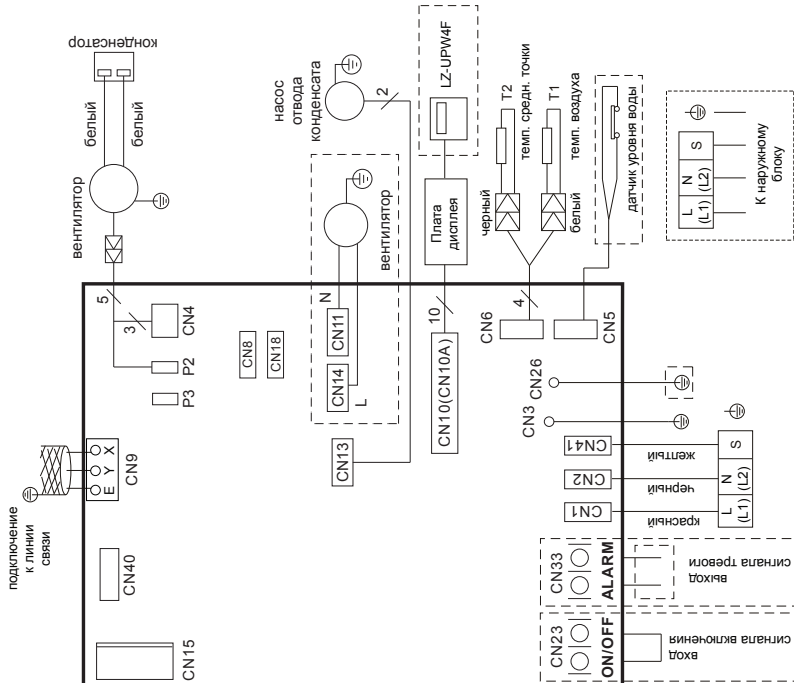 конденсатор
белый
белый
вентилятор
5
3
CN4
P2
P3
подключение
к линии
связи
E Y X
CN9
CN40
CN15
CN8
CN18
насос
отвода
конденсата
2
вентилятор
N
CN11
CN14
L
CN13
LZ-UPW4F
Плата
дисплея
10
CN10(CN10A)
T2
темп. средн. точки
черный
T1
темп. воздуха
белый
4
CN6
датчик уровня воды
CN5
L
(L1)
N
(L2)
S
К наружному
блоку
CN26
CN3
CN41
CN2
CN1
желтый
черный
красный
L
(L1)
N
(L2)
S
CN33
ALARM
выход
сигнала тревоги
CN23
ON/OFF
вход
сигнала включения